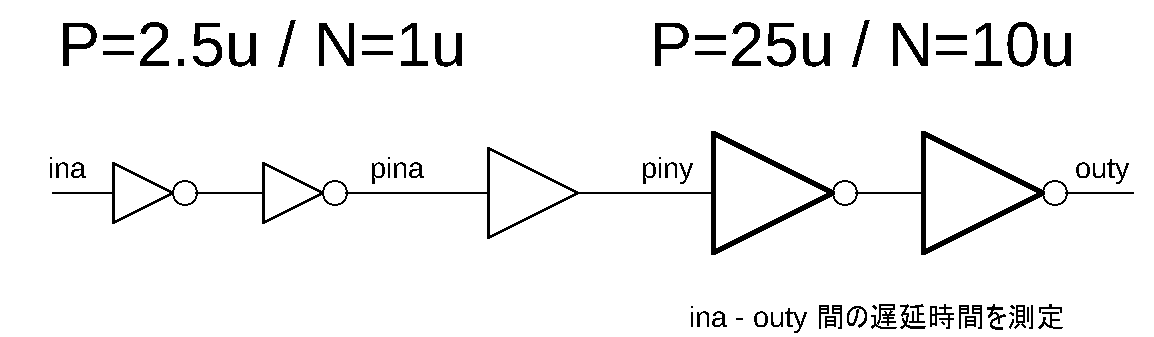 P=2.5u / N=1u
P=25u / N=10u
ina
pina
piny
outy
ina - outy 間の遅延時間を測定